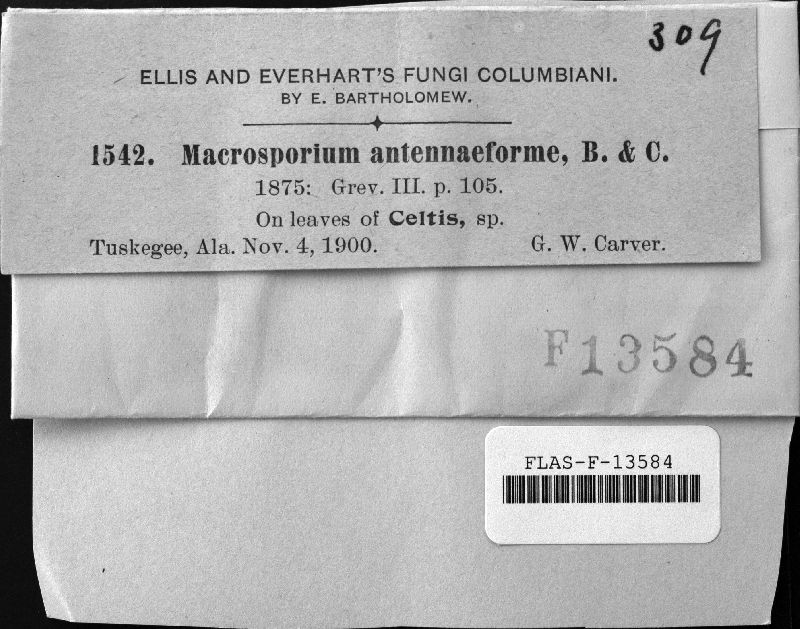 309
ELLIS AND EVERHART'S FUNGI COLUMBIANI.
BY E. BARTHOLOMEW.
1542. Macrosporium antennaeforme, B. & C.
1875: Grev. III. p. 105.
On leaves of Celtis, sp.
Tuskegee, Ala. Nov. 4, 1900. G. W. Carver.
F13584
FLAS-F-13584